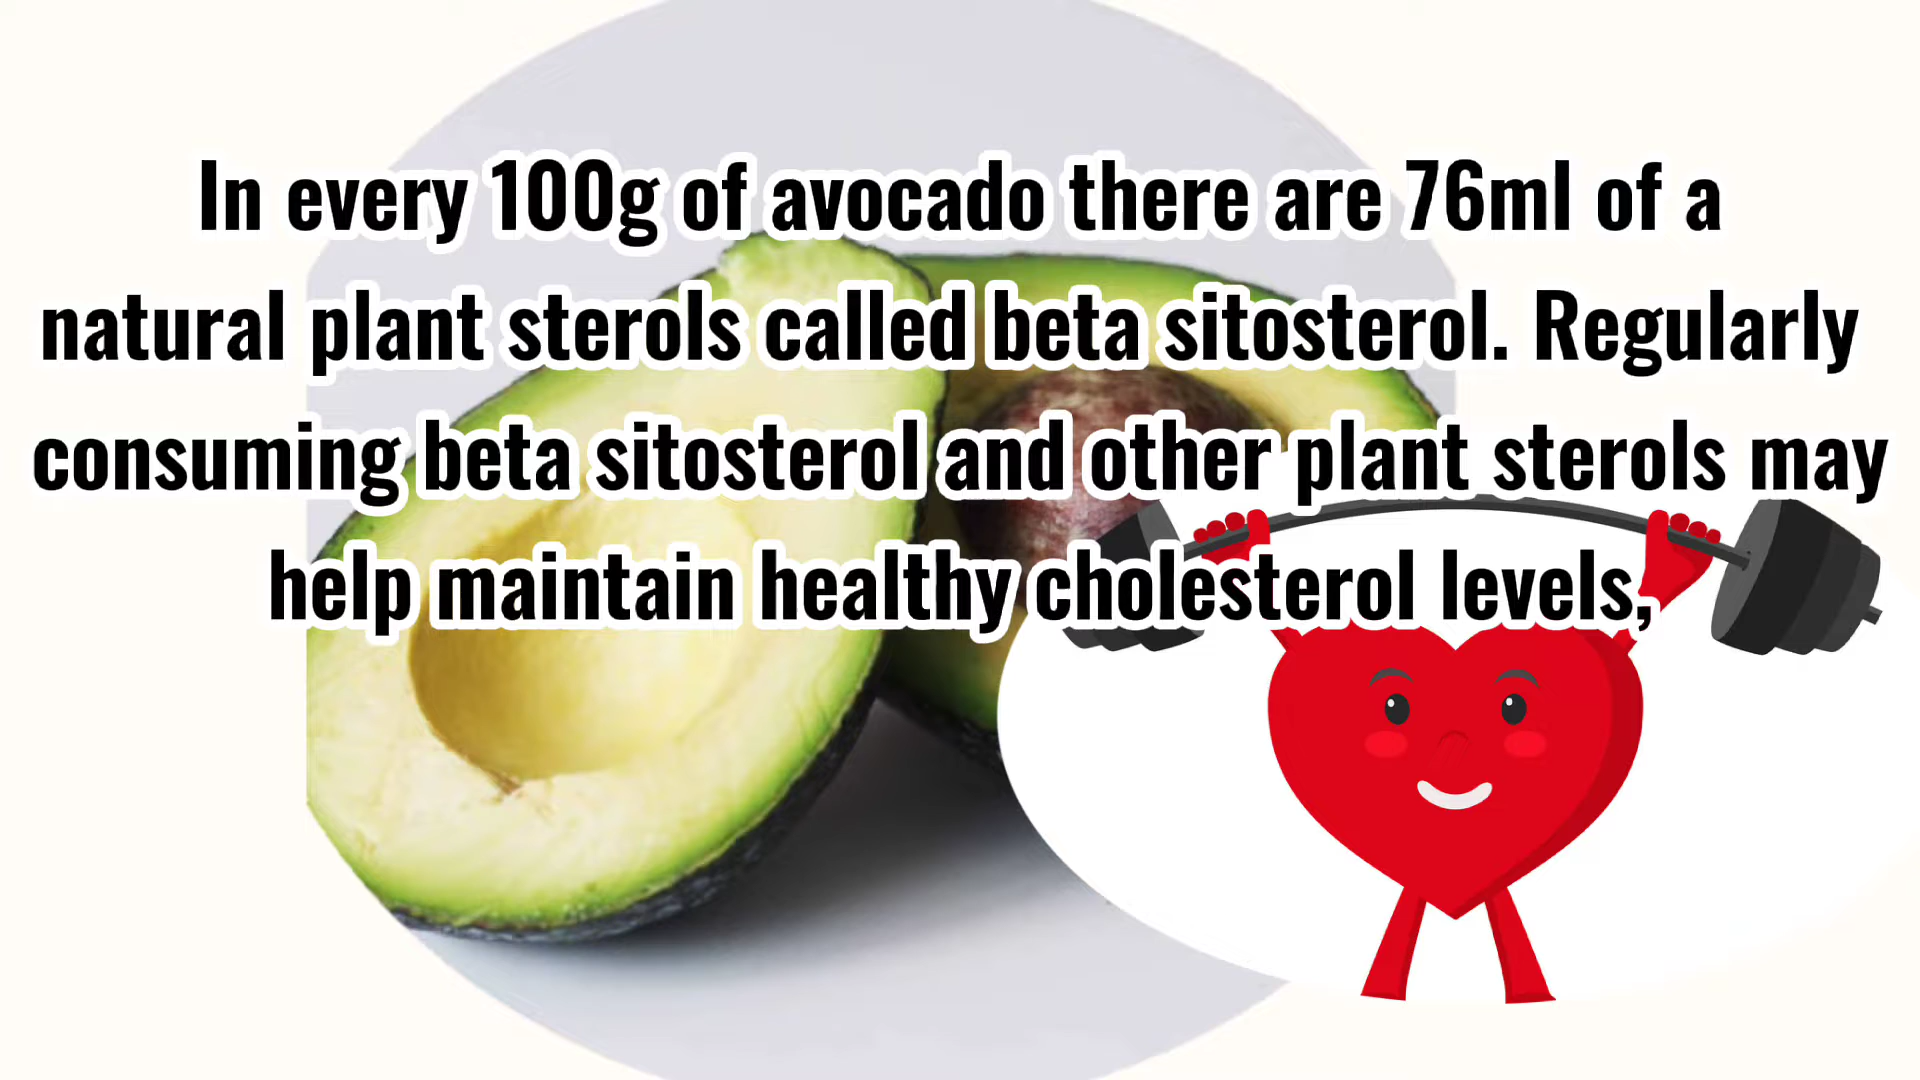 In every 100g of avocado there are 76ml of a
natural plant sterols called beta sitosterol. Regularly
consuming beta sitosterol and other plant sterols may
help maintain healthy cholesterol levels,